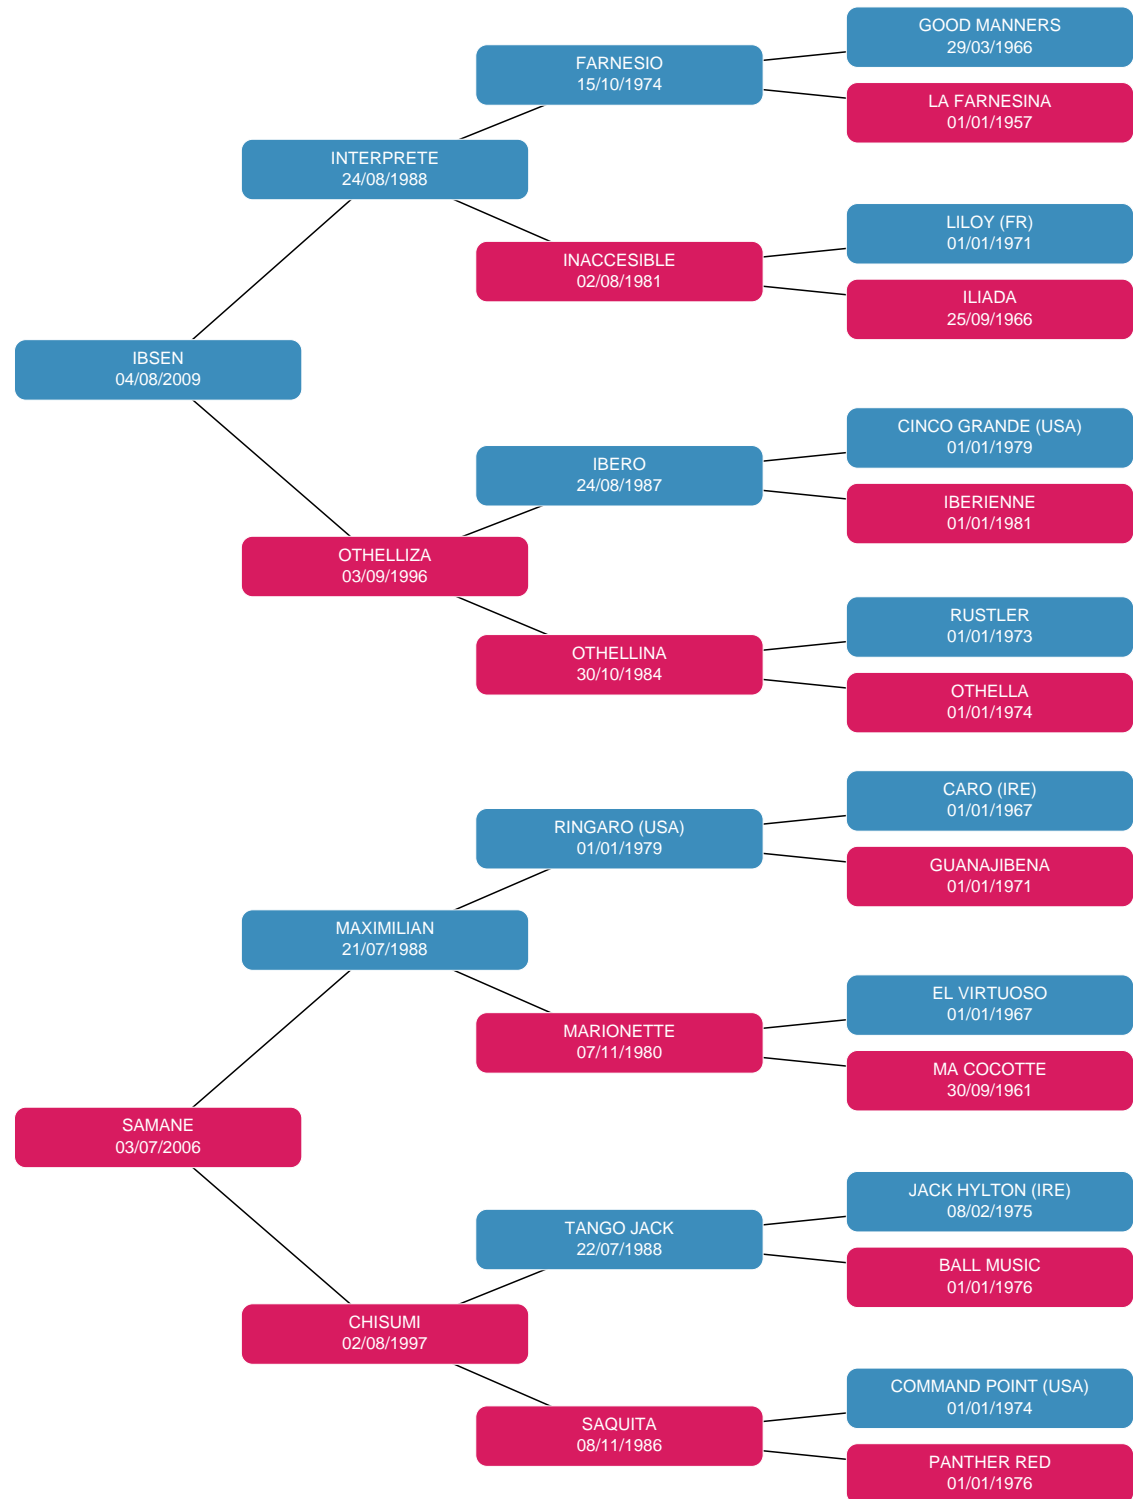 GOOD MANNERS
29/03/1966
FARNESIO
15/10/1974
LA FARNESINA
01/01/1957
INTERPRETE
24/08/1988
LILOY (FR)
01/01/1971
INACCESIBLE
02/08/1981
ILIADA
25/09/1966
IBSEN
04/08/2009
CINCO GRANDE (USA)
01/01/1979
IBERO
24/08/1987
IBERIENNE
01/01/1981
OTHELLIZA
03/09/1996
RUSTLER
01/01/1973
OTHELLINA
30/10/1984
OTHELLA
01/01/1974
CARO (IRE)
01/01/1967
RINGARO (USA)
01/01/1979
GUANAJIBENA
01/01/1971
MAXIMILIAN
21/07/1988
EL VIRTUOSO
01/01/1967
MARIONETTE
07/11/1980
MA COCOTTE
30/09/1961
SAMANE
03/07/2006
JACK HYLTON (IRE)
08/02/1975
TANGO JACK
22/07/1988
BALL MUSIC
01/01/1976
CHISUMI
02/08/1997
COMMAND POINT (USA)
01/01/1974
SAQUITA
08/11/1986
PANTHER RED
01/01/1976